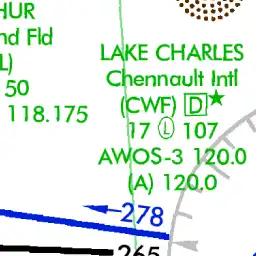 HUR
nd Fld
L)
50
118.175
LAKE CHARLES
Chennault Intl
(CWF) D★
17 Ⓛ 107
AWOS-3 120.0
(A) 120.0
278
265